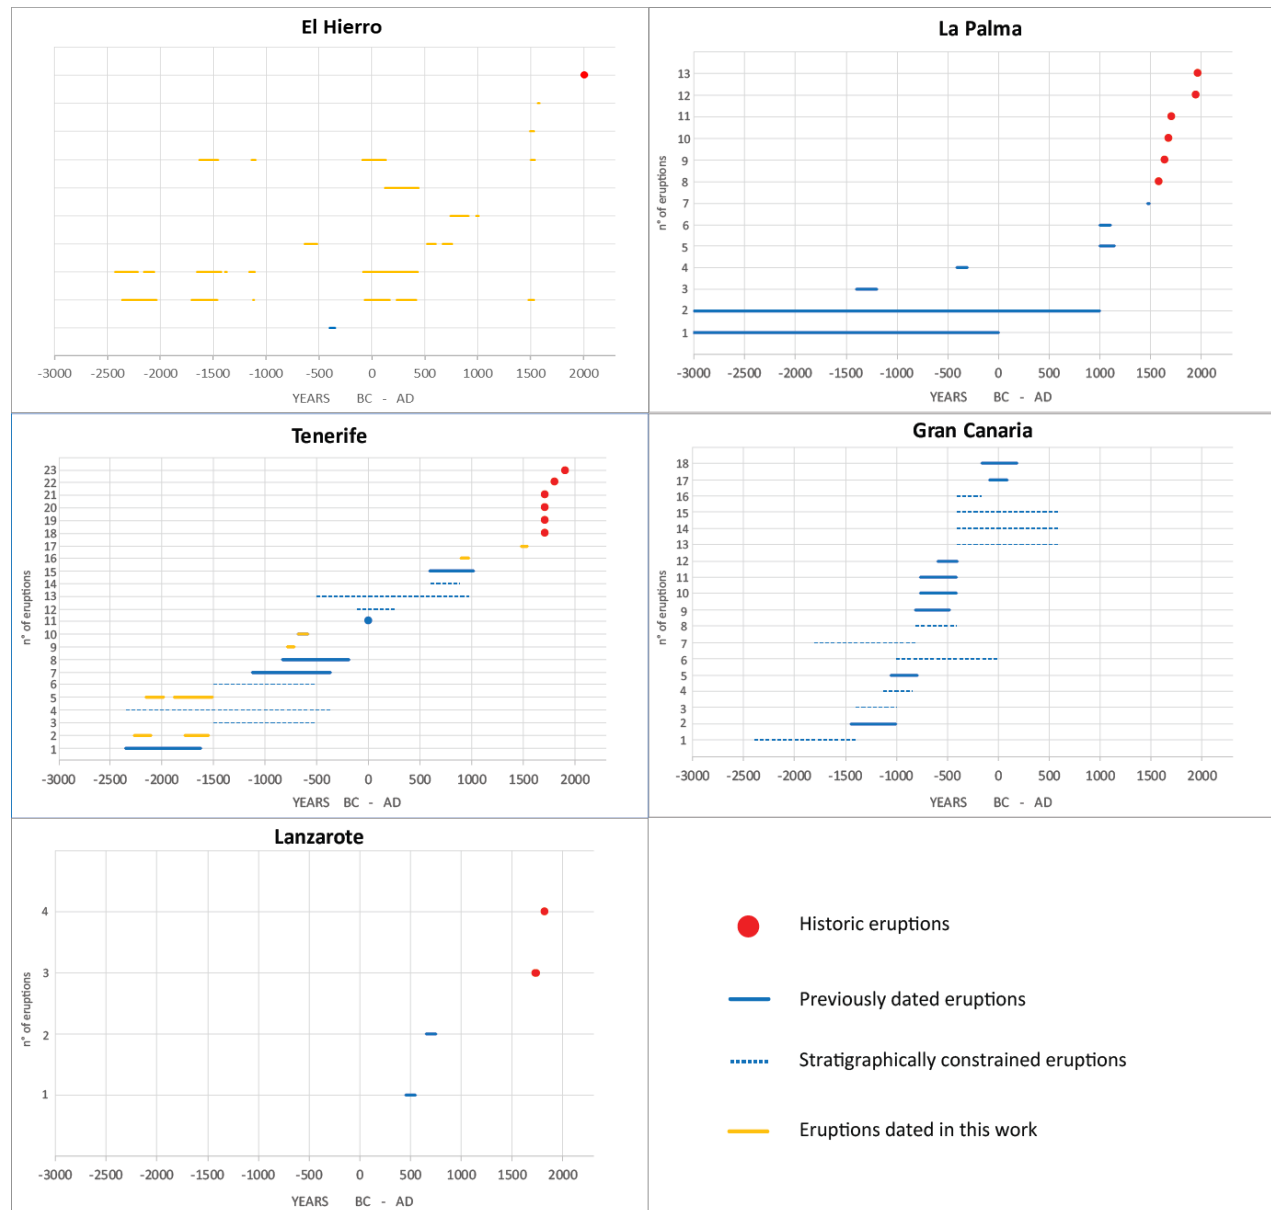 El Hierro
-3000 -2500 -2000 -1500 -1000 -500 0 500 1000 1500 2000
YEARS BC - AD
La Palma
n° of eruptions
13
12
11
10
9
8
7
6
5
4
3
2
1
-3000 -2500 -2000 -1500 -1000 -500 0 500 1000 1500 2000
YEARS BC - AD
Tenerife
n° of eruptions
23
22
21
20
19
18
17
16
15
14
13
12
11
10
9
8
7
6
5
4
3
2
1
-3000 -2500 -2000 -1500 -1000 -500 0 500 1000 1500 2000
YEARS BC - AD
Gran Canaria
n° of eruptions
18
17
16
15
14
13
12
11
10
9
8
7
6
5
4
3
2
1
-3000 -2500 -2000 -1500 -1000 -500 0 500 1000 1500 2000
YEARS BC - AD
Lanzarote
n° of eruptions
4
3
2
1
-3000 -2500 -2000 -1500 -1000 -500 0 500 1000 1500 2000
YEARS BC - AD
Historic eruptions
Previously dated eruptions
Stratigraphically constrained eruptions
Eruptions dated in this work